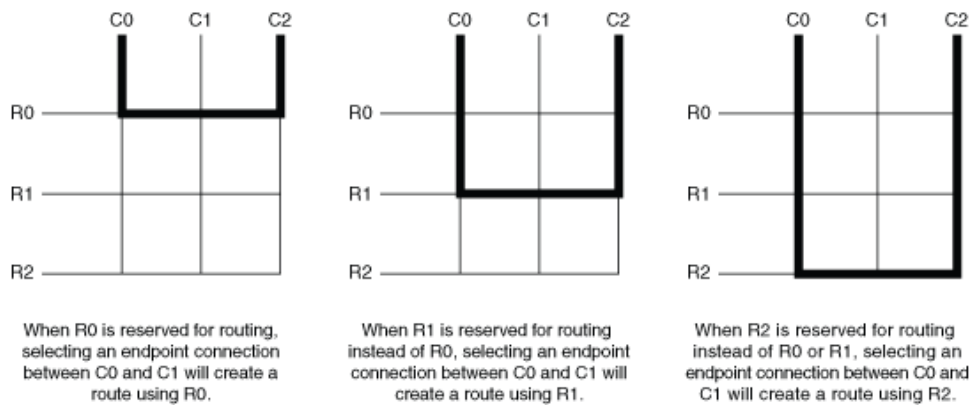 C0 C1 C2
R0
R1
R2
When R0 is reserved for routing,
selecting an endpoint connection
between C0 and C1 will create a
route using R0.
C0 C1 C2
R0
R1
R2
When R1 is reserved for routing
instead of R0, selecting an endpoint
connection between C0 and C1 will
create a route using R1.
C0 C1 C2
R0
R1
R2
When R2 is reserved for routing
instead of R0 or R1, selecting an
endpoint connection between C0 and
C1 will create a route using R2.